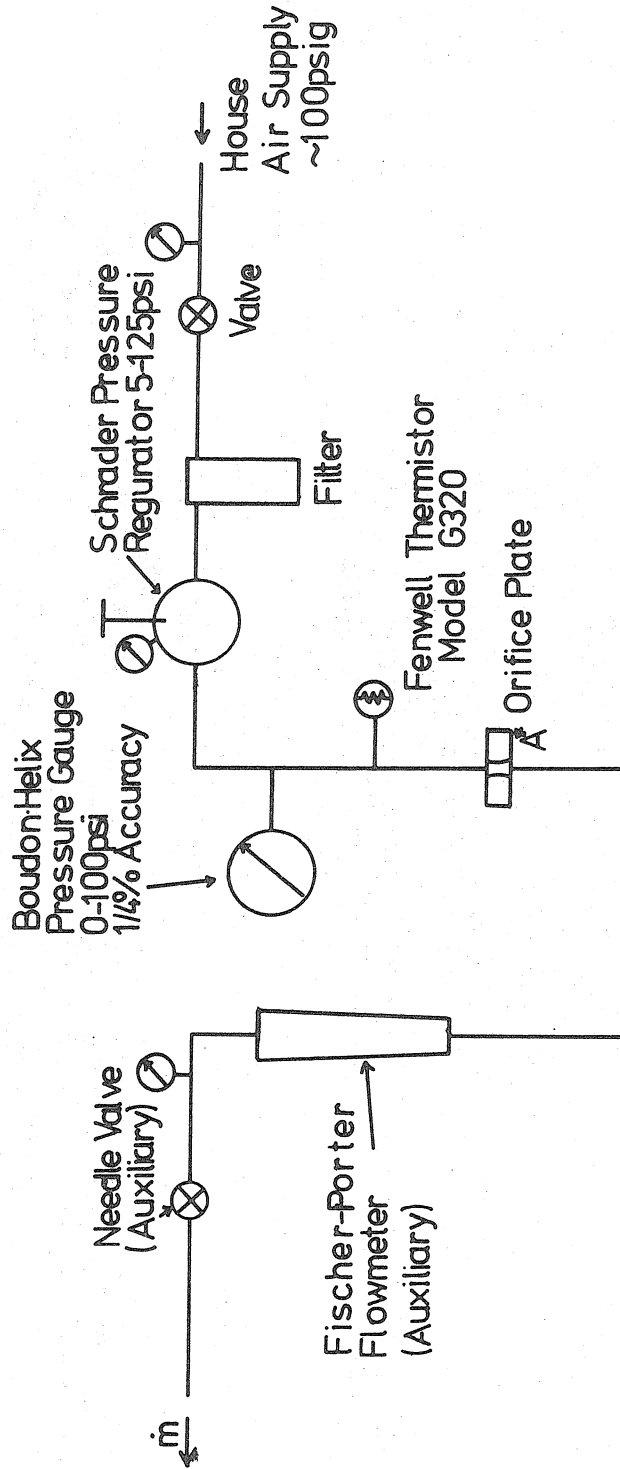 Boudon-Helix
Pressure Gauge
0-100psi
1/4% Accuracy
Schrader Pressure
Regurator 5-125psi
House
Air Supply
~100psig
Valve
Filter
Fenwell Thermistor
Model G320
Orifice Plate
A*
Needle Valve
(Auxiliary)
ṁ
Fischer-Porter
Flowmeter
(Auxiliary)